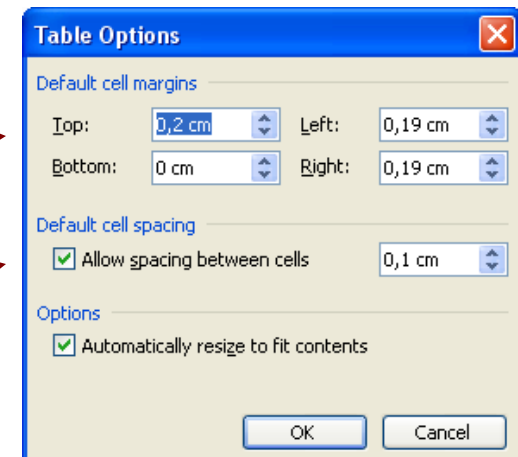 Table Options
Default cell margins
Top: 0,2 cm Left: 0,19 cm
Bottom: 0 cm Right: 0,19 cm
Default cell spacing
Allow spacing between cells 0,1 cm
Options
Automatically resize to fit contents
OK Cancel